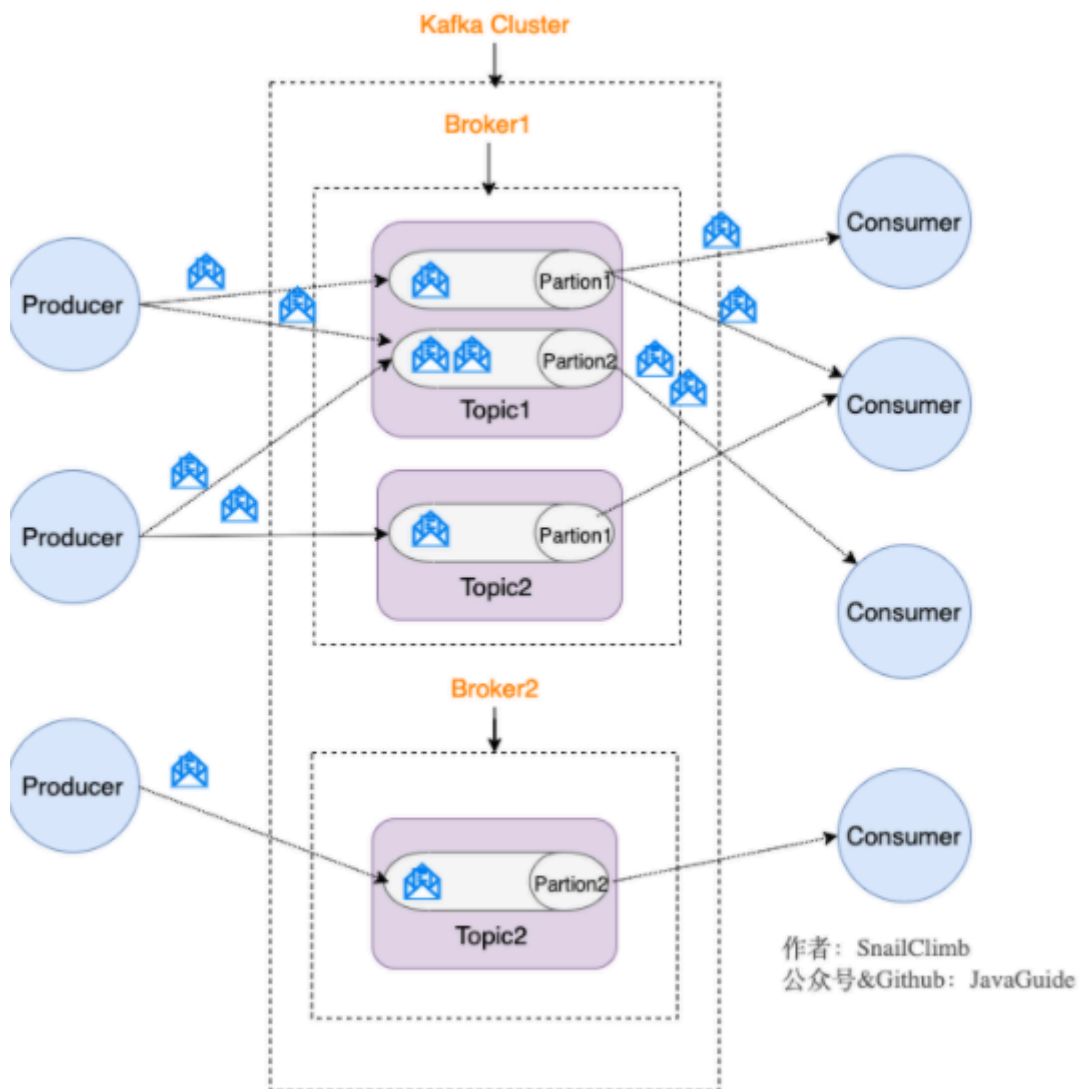 Kafka Cluster
Broker1
Consumer
Producer
Partion1
Partion2
Topic1
Consumer
Producer
Partion1
Topic2
Consumer
Broker2
Producer
Consumer
Partion2
Topic2
作者：SnailClimb
公众号&Github：JavaGuide